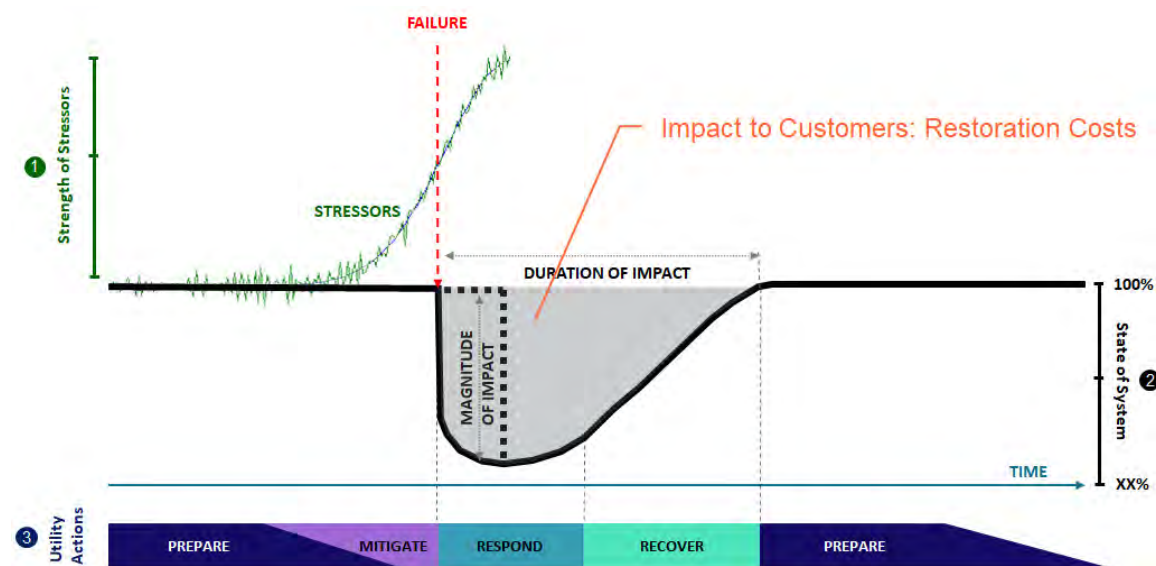 FAILURE
Strength of Stressors
1
STRESSORS
Impact to Customers: Restoration Costs
DURATION OF IMPACT
MAGNITUDE
OF IMPACT
100%
State of System
2
XX%
TIME
3
Utility
Actions
PREPARE
MITIGATE
RESPOND
RECOVER
PREPARE